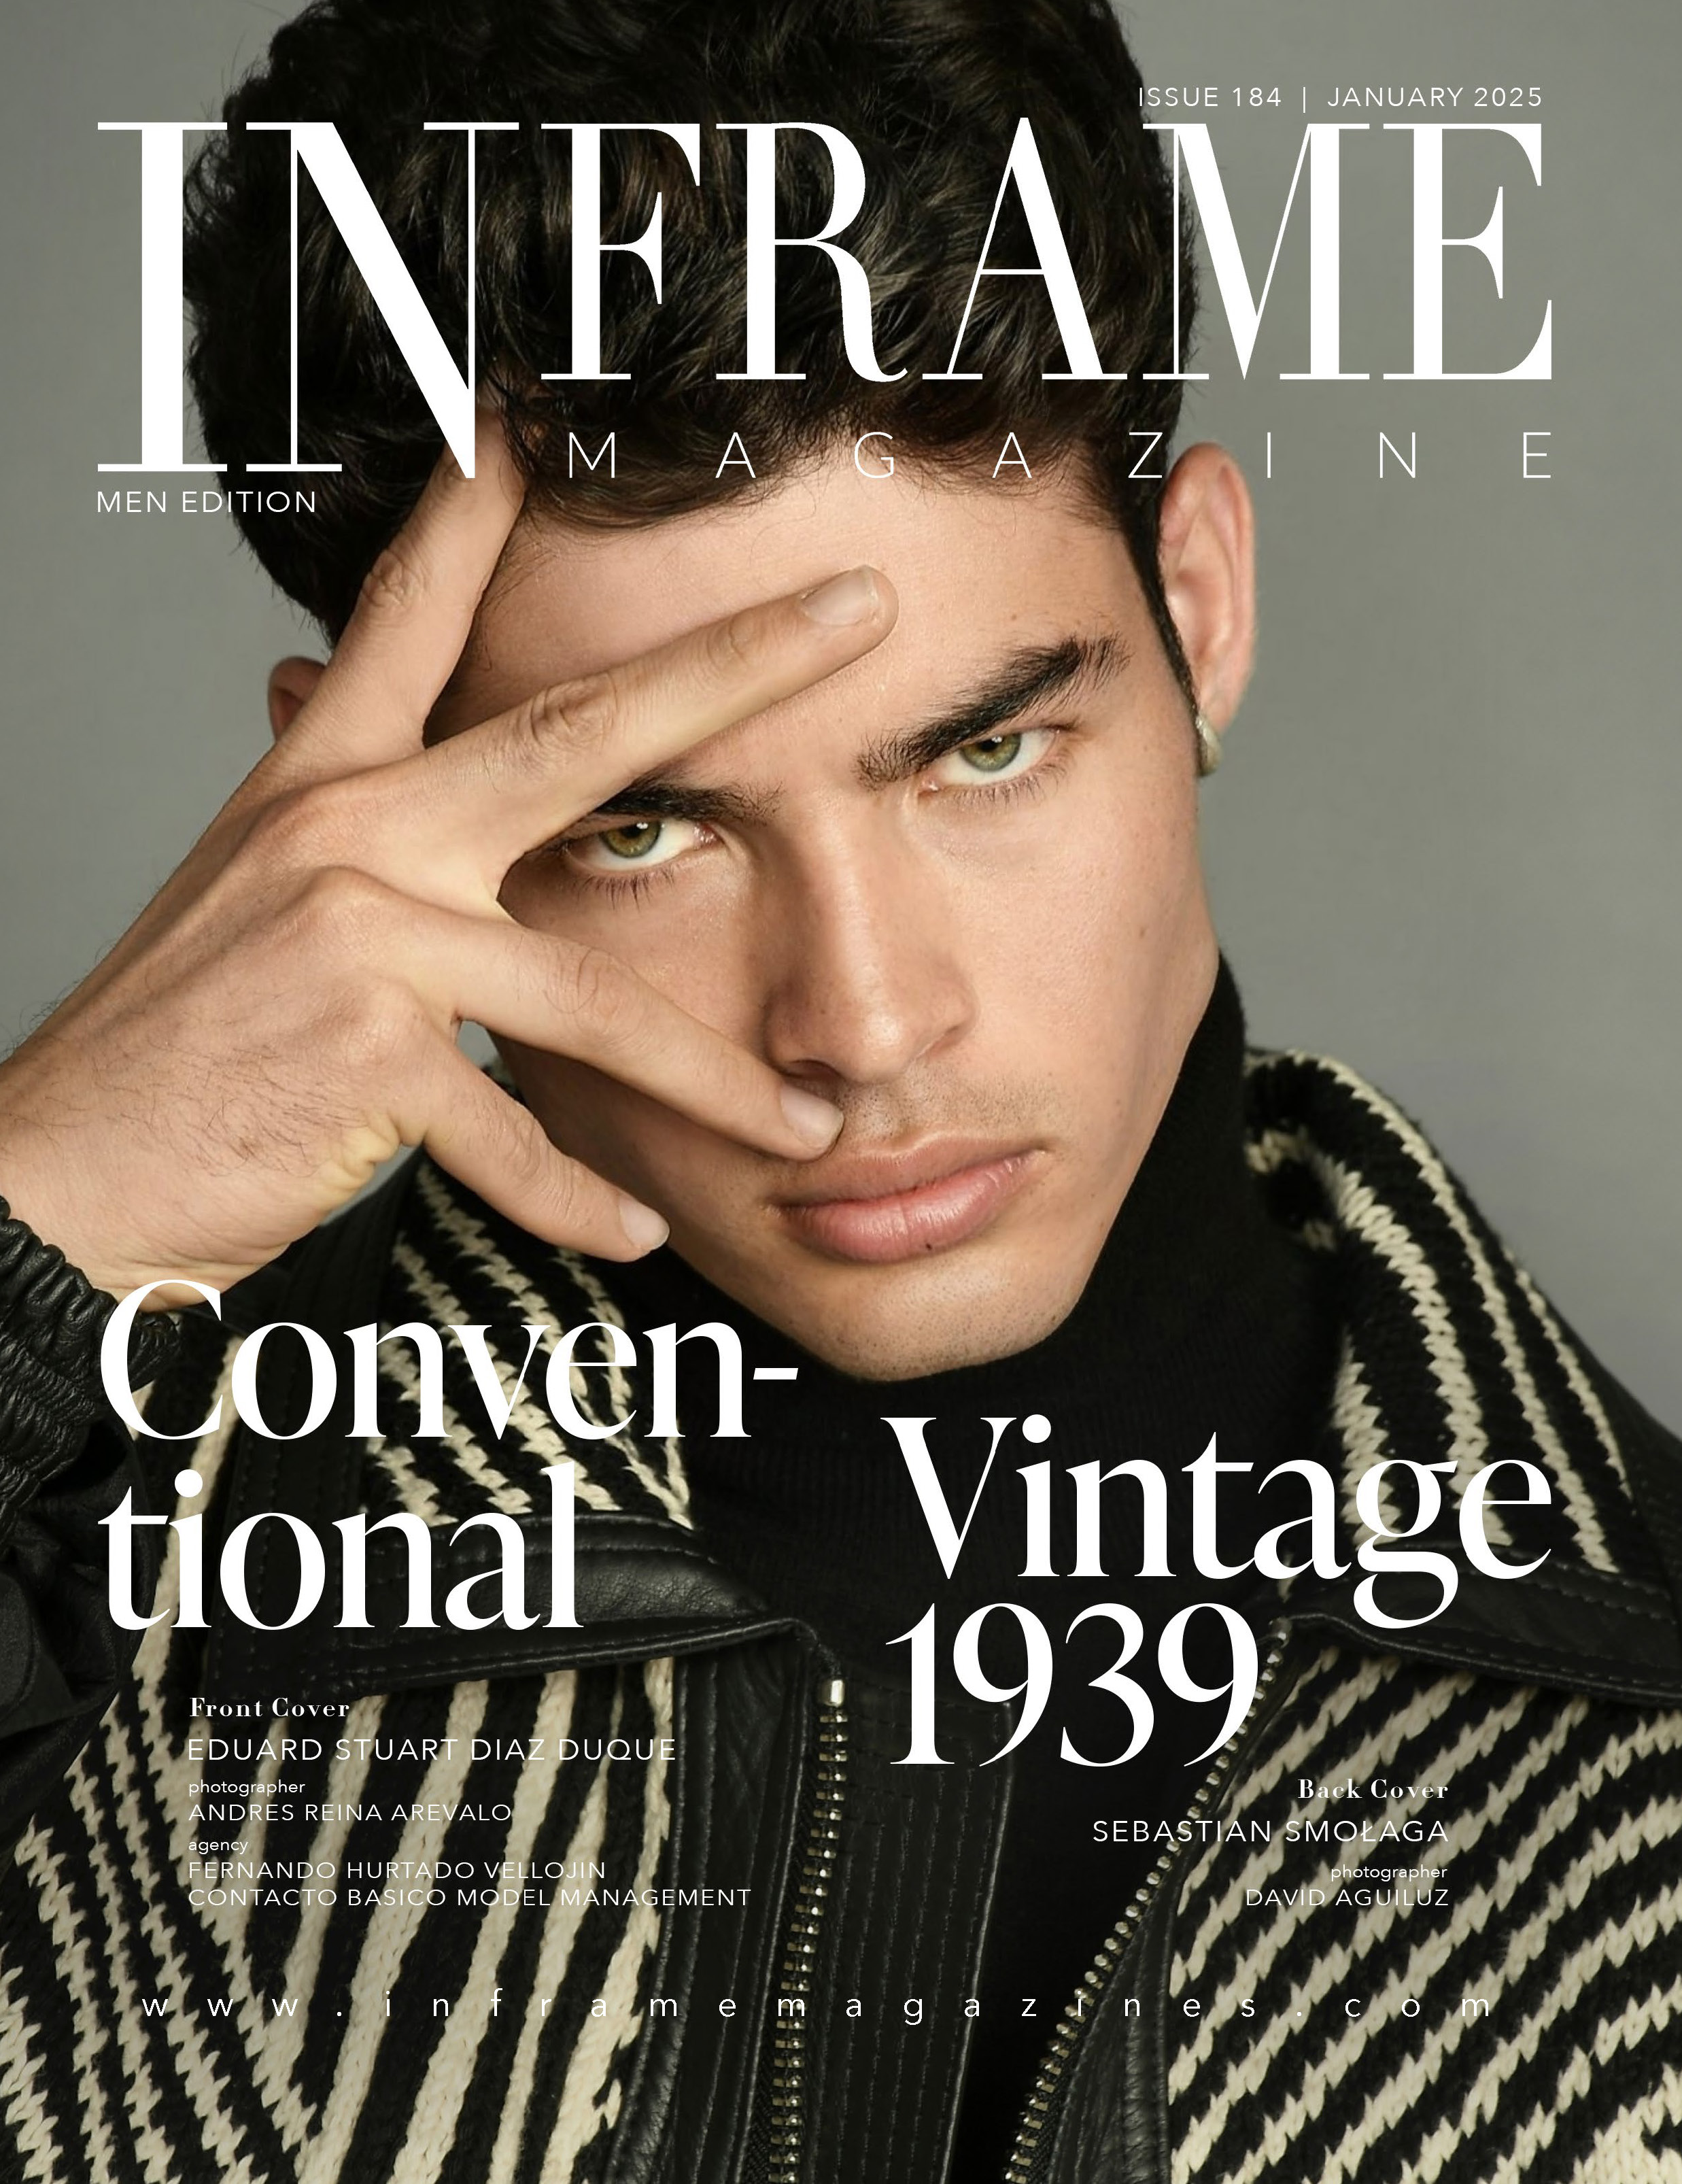 ISSUE 184 | JANUARY 2025
INFRAME
MAGAZINE
MEN EDITION
Conven-
tional
Vintage
1939
Front Cover
EDUARD STUART DIAZ DUQUE
photographer
ANDRES REINA AREVALO
agency
FERNANDO HURTADO VELLOJIN
CONTACTO BASICO MODEL MANAGEMENT
Back Cover
SEBASTIAN SMOŁAGA
photographer
DAVID AGUILUZ
www.inframemagazines.com